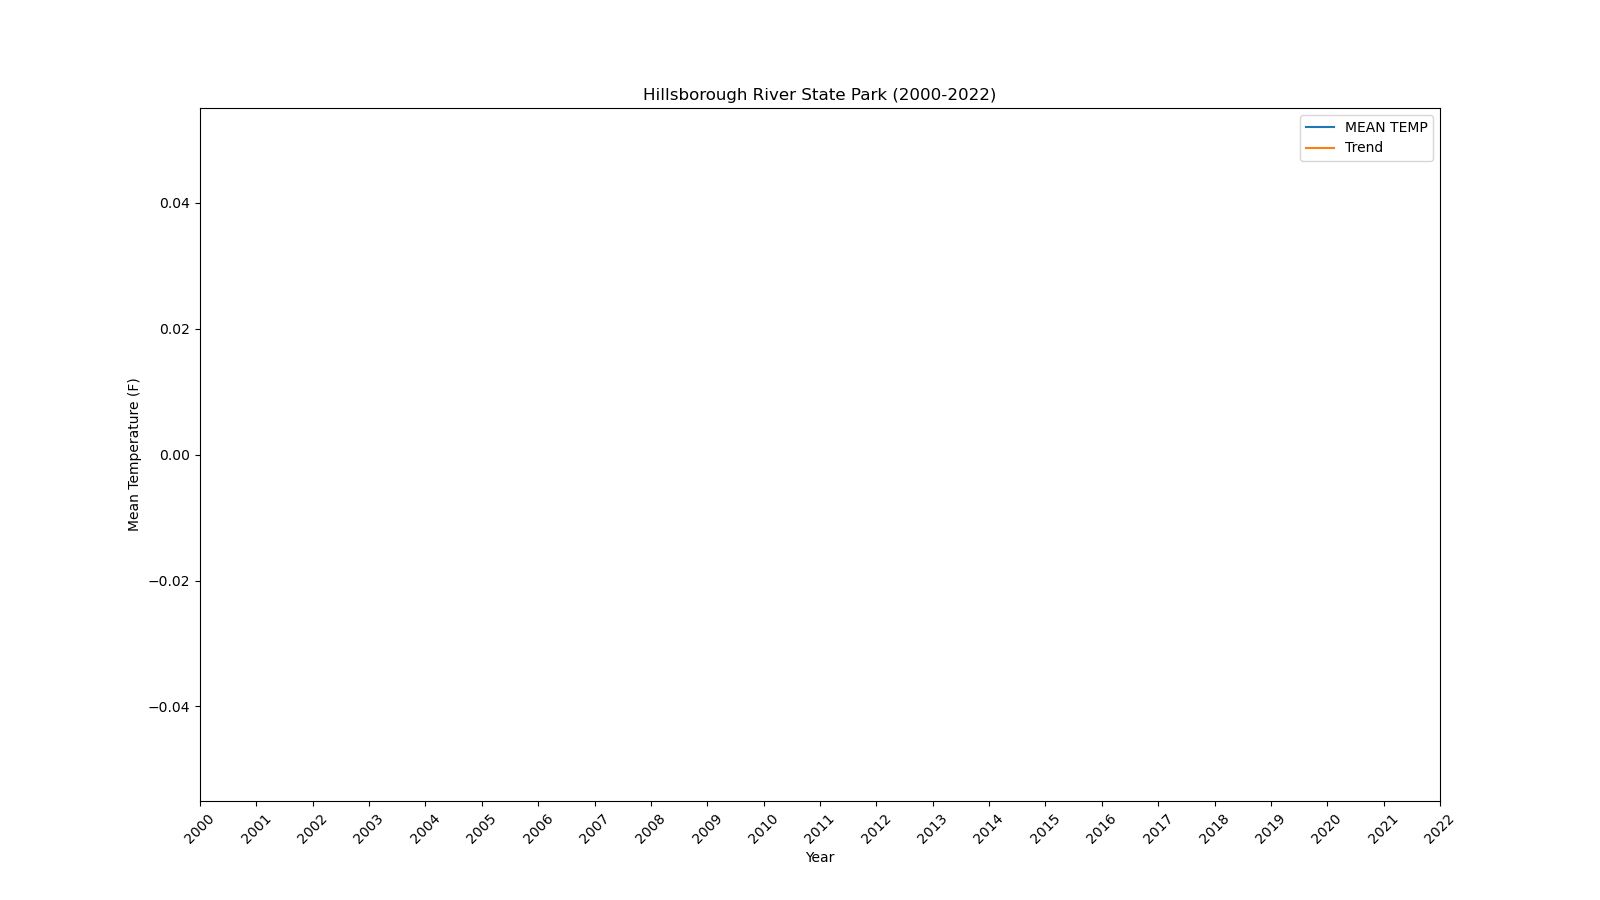 Hillsborough River State Park (2000-2022)
MEAN TEMP
Trend
0.04
0.02
0.00
−0.02
−0.04
Mean Temperature (F)
2000 2001 2002 2003 2004 2005 2006 2007 2008 2009 2010 2011 2012 2013 2014 2015 2016 2017 2018 2019 2020 2021 2022
Year